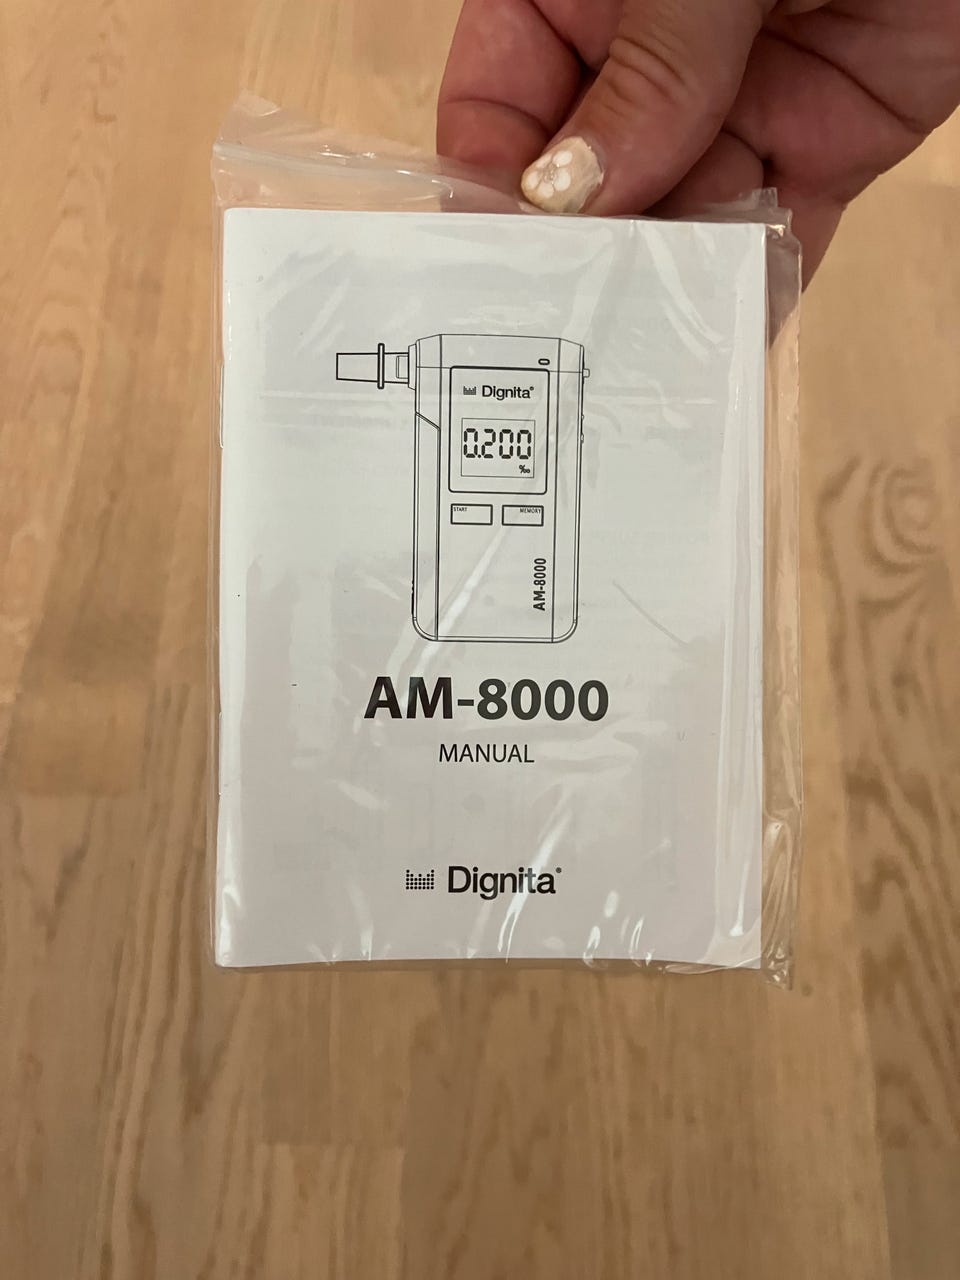 Dignita®
0.200
‰
START MEMORY
AM-8000
AM-8000
MANUAL
Dignita®